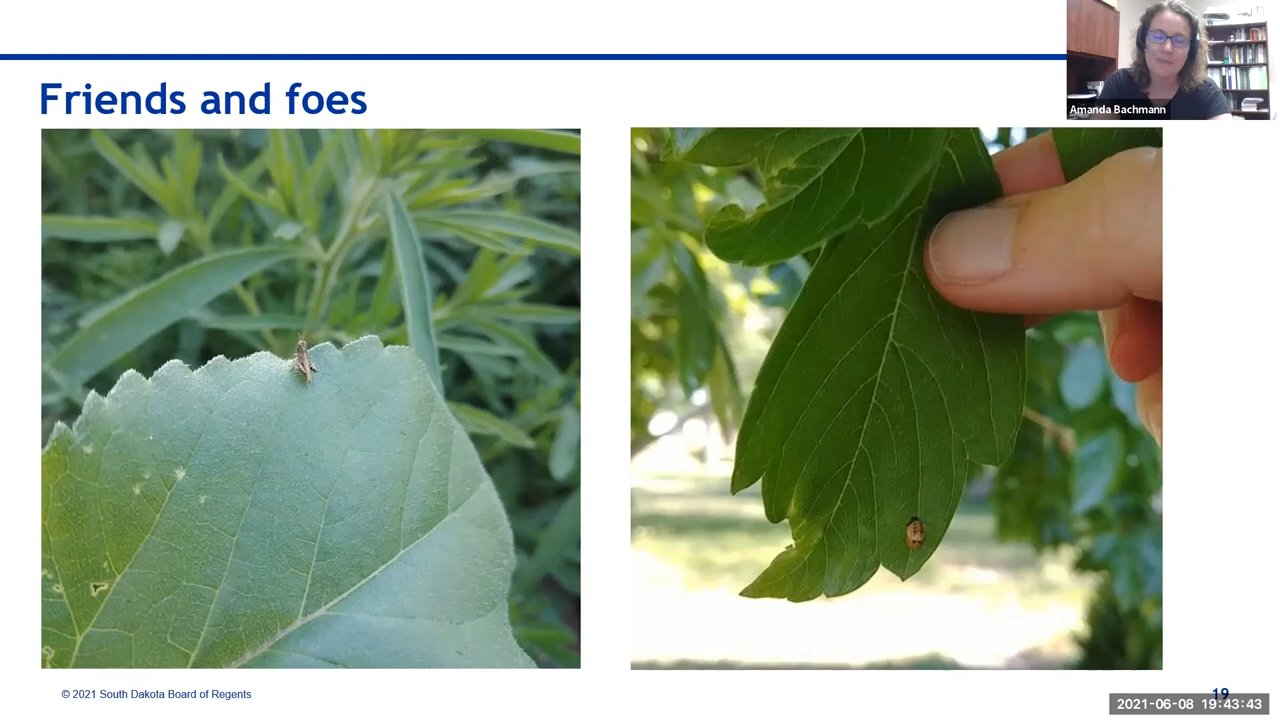 Amanda Bachmann
Friends and foes
© 2021 South Dakota Board of Regents
19
2021-06-08 19:43:43